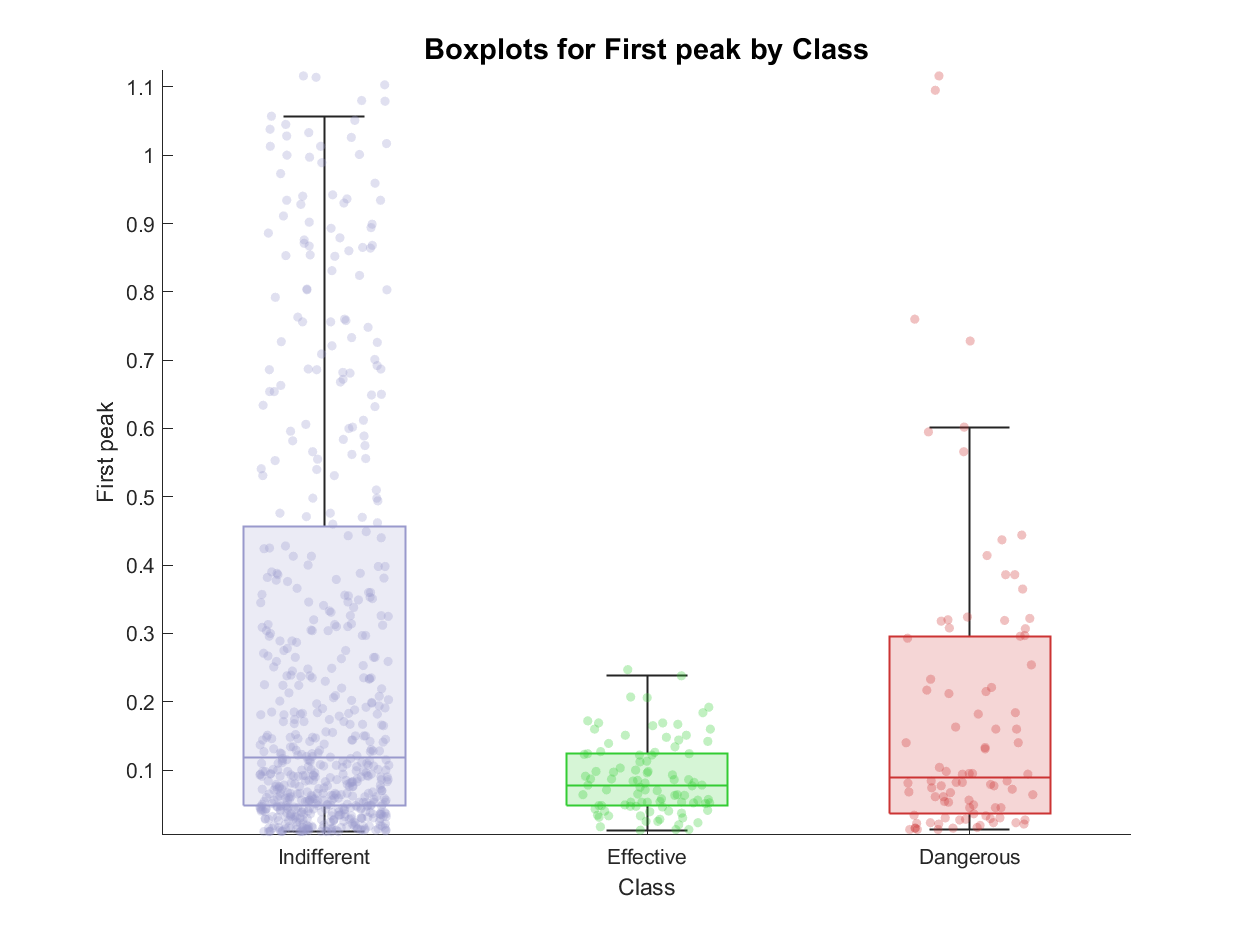 Boxplots for First peak by Class
1.1
1
0.9
0.8
0.7
0.6
0.5
0.4
0.3
0.2
0.1
First peak
Indifferent
Effective
Dangerous
Class